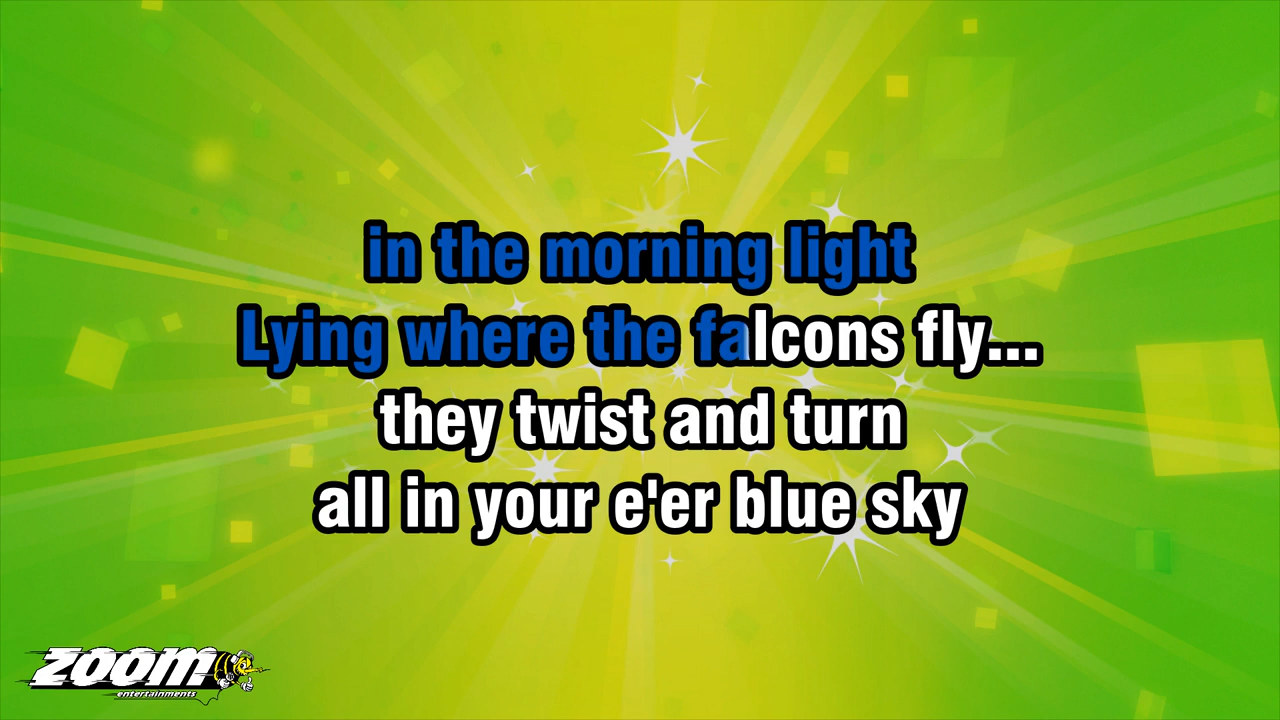 in the morning light
Lying where the falcons fly...
they twist and turn
all in your e'er blue sky
zoom
entertainments